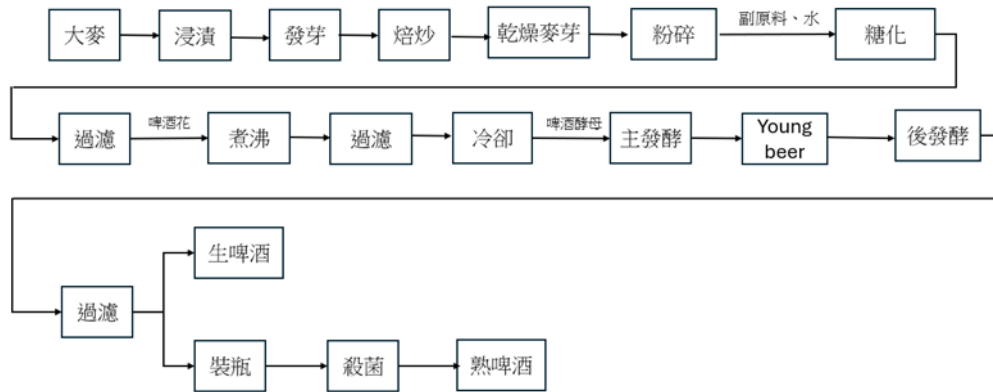 大麥
浸漬
發芽
焙炒
乾燥麥芽
粉碎
副原料、水
糖化
過濾
啤酒花
煮沸
過濾
冷卻
啤酒酵母
主發酵
Young
beer
後發酵
過濾
生啤酒
裝瓶
殺菌
熟啤酒